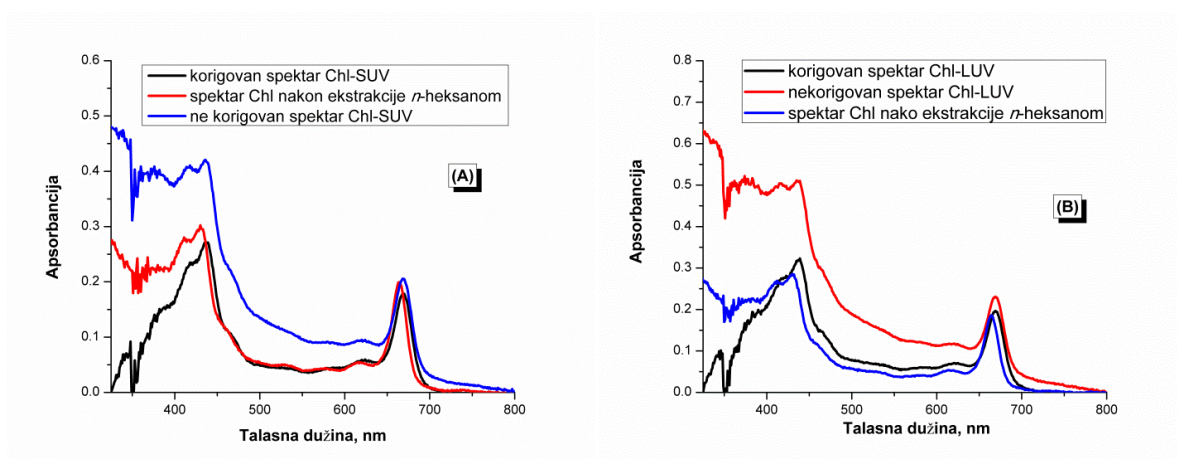 0.6
korigovan spektar Chl-SUV
spektar Chl nakon ekstrakcije n-heksanom
ne korigovan spektar Chl-SUV
0.5
0.4
(A)
0.3
0.2
0.1
0.0
Apsorbancija
400 500 600 700 800
Talasna dužina, nm
0.8
korigovan spektar Chl-LUV
nekorigovan spektar Chl-LUV
spektar Chl nako ekstrakcije n-heksanom
0.7
0.6
0.5
(B)
0.4
0.3
0.2
0.1
0.0
Apsorbancija
400 500 600 700 800
Talasna dužina, nm